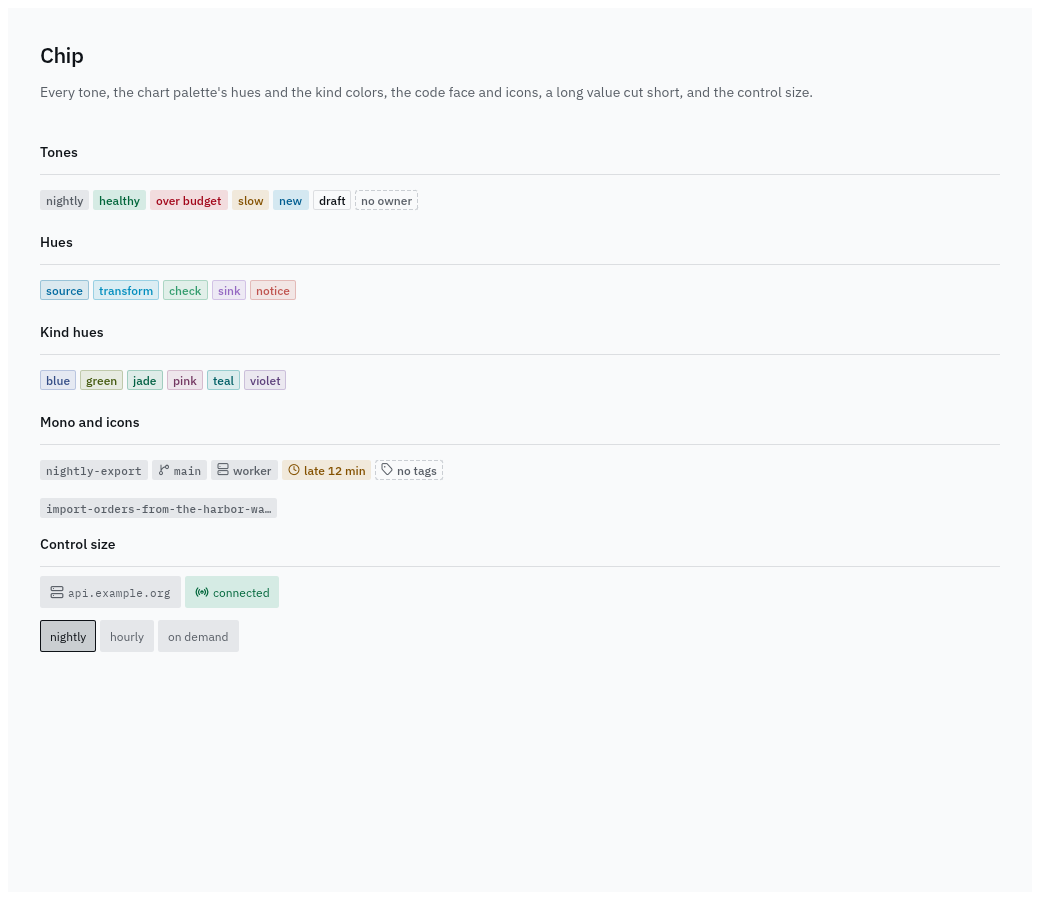 Chip
Every tone, the chart palette's hues and the kind colors, the code face and icons, a long value cut short, and the control size.
Tones
nightly healthy over budget slow new draft no owner
Hues
source transform check sink notice
Kind hues
blue green jade pink teal violet
Mono and icons
nightly-export main worker late 12 min no tags
import-orders-from-the-harbor-wa…
Control size
api.example.org connected
nightly hourly on demand